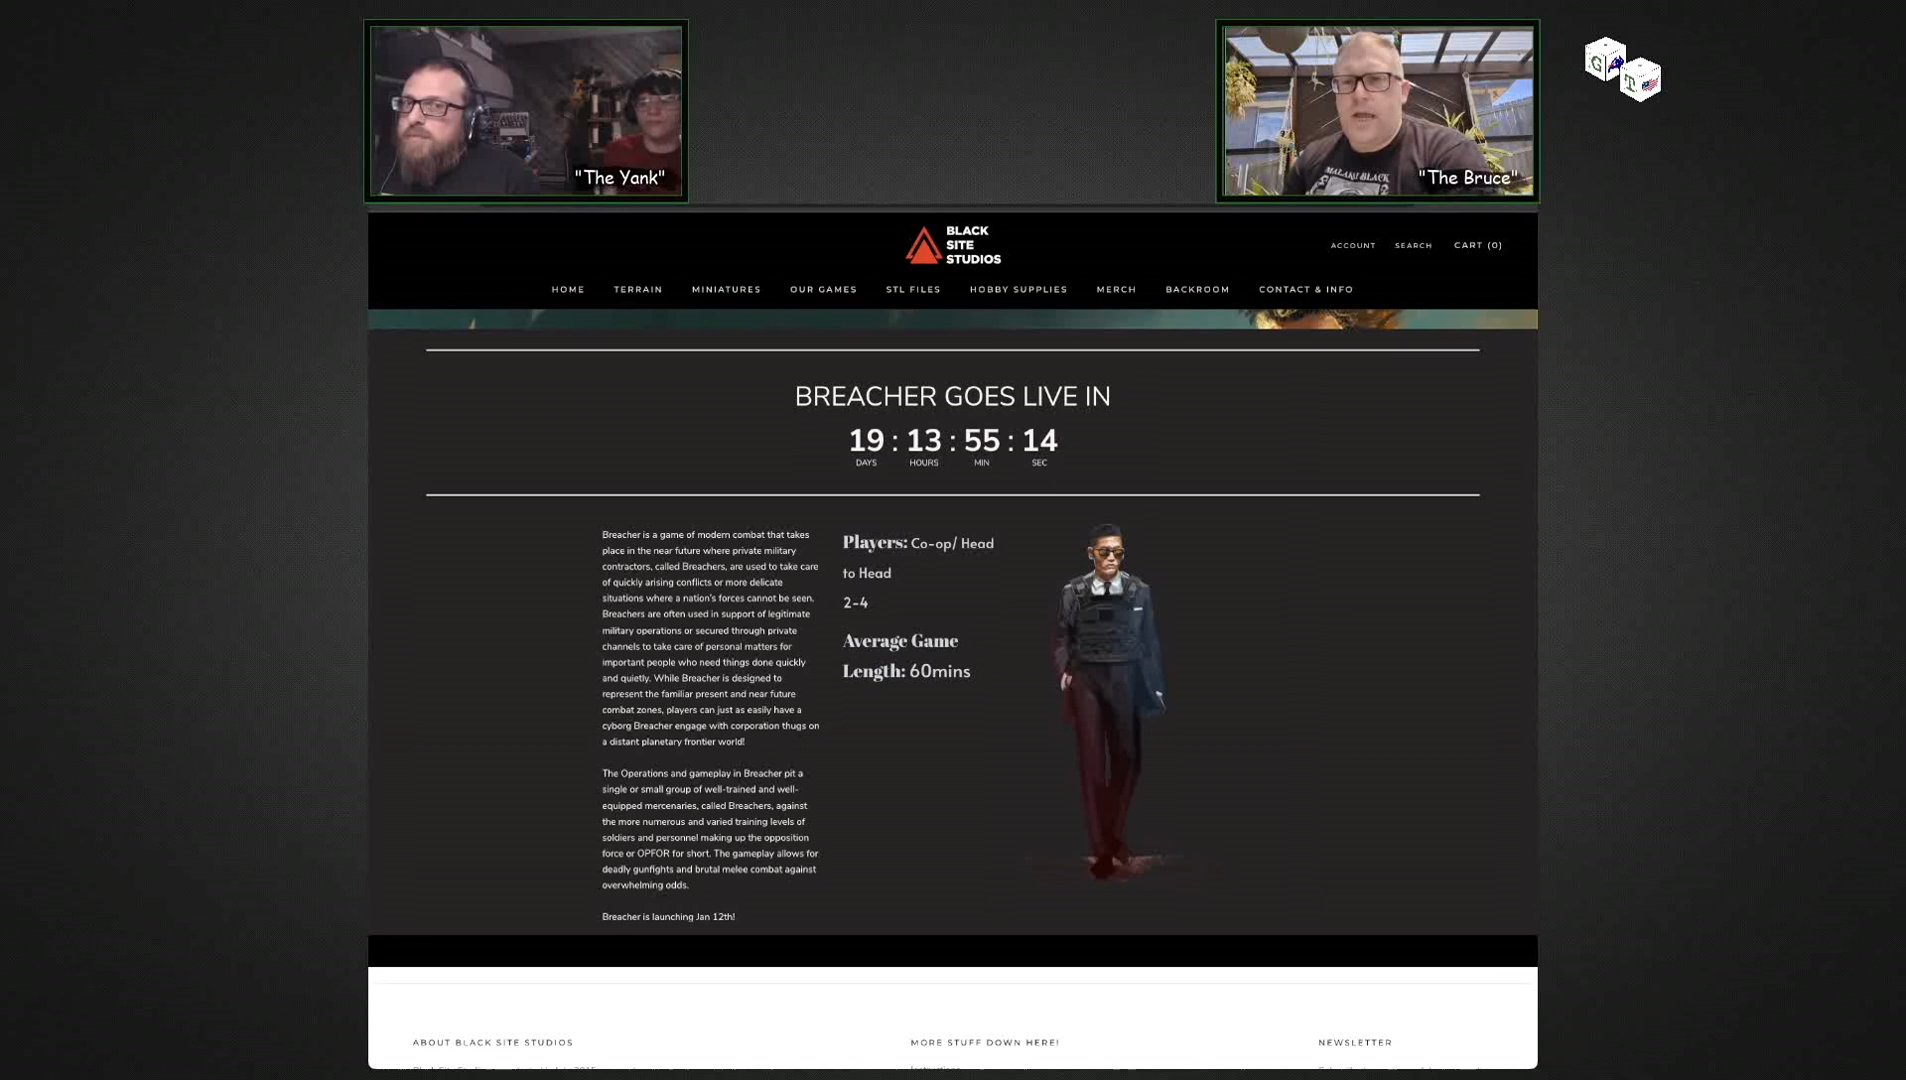 "The Yank"
MALAKU BLACK
"The Bruce"
G
T
BLACK
SITE
STUDIOS
ACCOUNT SEARCH CART (0)
HOME TERRAIN MINIATURES OUR GAMES STL FILES HOBBY SUPPLIES MERCH BACKROOM CONTACT & INFO
BREACHER GOES LIVE IN
19 : 13 : 55 : 14
DAYS HOURS MIN SEC
Breacher is a game of modern combat that takes
place in the near future where private military
contractors, called Breachers, are used to take care
of quickly arising conflicts or more delicate
situations where a nation's forces cannot be seen.
Breachers are often used in support of legitimate
military operations or secured through private
channels to take care of personal matters for
important people who need things done quickly
and quietly. While Breacher is designed to
represent the familiar present and near future
combat zones, players can just as easily have a
cyborg Breacher engage with corporation thugs on
a distant planetary frontier world!
The Operations and gameplay in Breacher pit a
single or small group of well-trained and well-
equipped mercenaries, called Breachers, against
the more numerous and varied training levels of
soldiers and personnel making up the opposition
force or OPFOR for short. The gameplay allows for
deadly gunfights and brutal melee combat against
overwhelming odds.
Breacher is launching Jan 12th!
Players: Co-op/ Head
to Head
2-4
Average Game
Length: 60mins
ABOUT BLACK SITE STUDIOS
MORE STUFF DOWN HERE!
NEWSLETTER